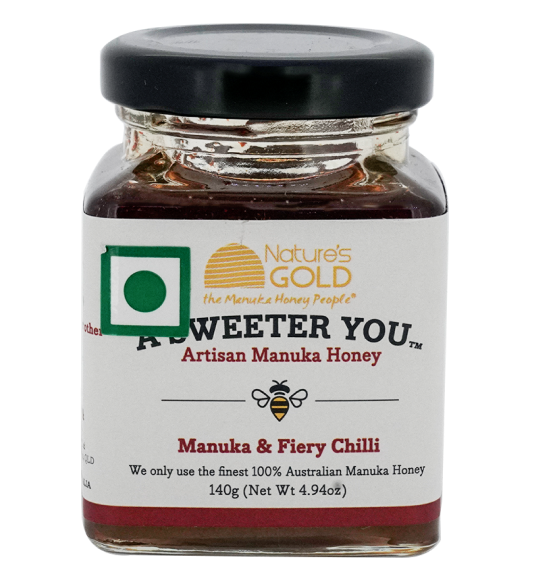 Nature's
GOLD
the Manuka Honey People®
A SWEETER YOU™
Artisan Manuka Honey
other
Manuka & Fiery Chilli
We only use the finest 100% Australian Manuka Honey
140g (Net Wt 4.94oz)